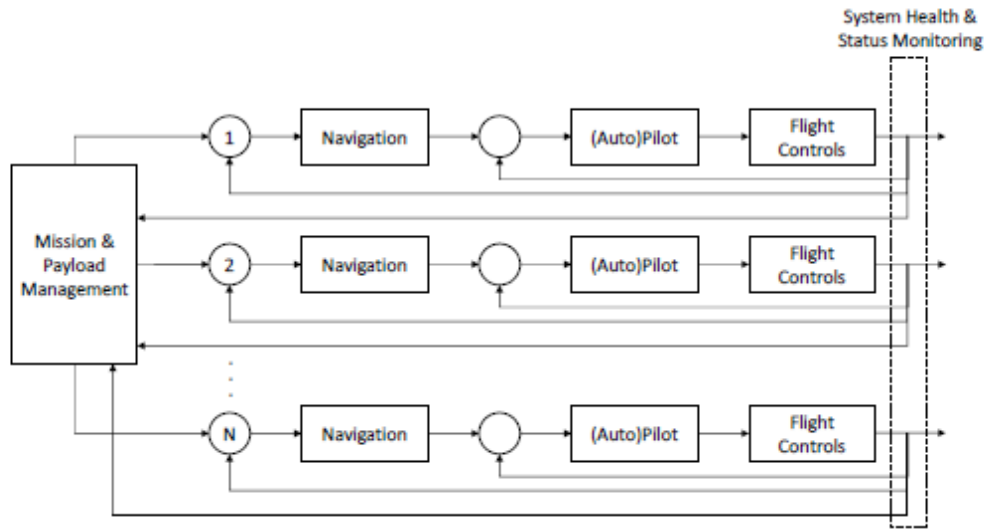 System Health &
Status Monitoring
1
Navigation
(Auto)Pilot
Flight
Controls
Mission &
Payload
Management
2
Navigation
(Auto)Pilot
Flight
Controls
N
Navigation
(Auto)Pilot
Flight
Controls